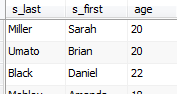 s_last s_first age
Miller Sarah 20
Umato Brian 20
Black Daniel 22